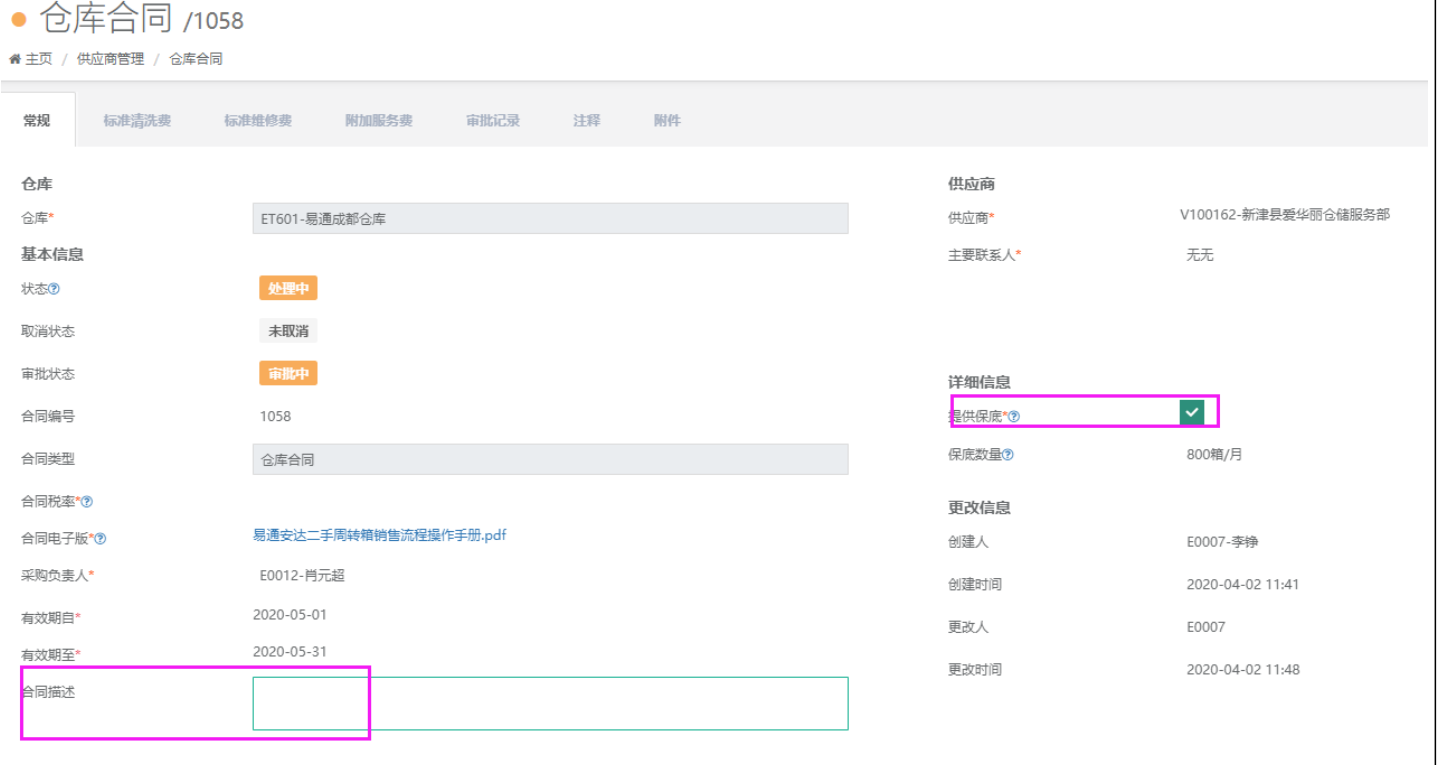 仓库合同 /1058
主页 / 供应商管理 / 仓库合同
常规 标准清洗费 标准维修费 附加服务费 审批记录 注释 附件
仓库
仓库* ET601-易通成都仓库
基本信息
状态 处理中
取消状态 未取消
审批状态 审批中
合同编号 1058
合同类型 仓库合同
合同税率*
合同电子版* 易通安达二手周转箱销售流程操作手册.pdf
采购负责人* E0012-肖元超
有效期自* 2020-05-01
有效期至* 2020-05-31
合同描述
供应商
供应商* V100162-新津县爱华丽仓储服务部
主要联系人* 无无
详细信息
提供保底*
保底数量 800箱/月
更改信息
创建人 E0007-李铮
创建时间 2020-04-02 11:41
更改人 E0007
更改时间 2020-04-02 11:48